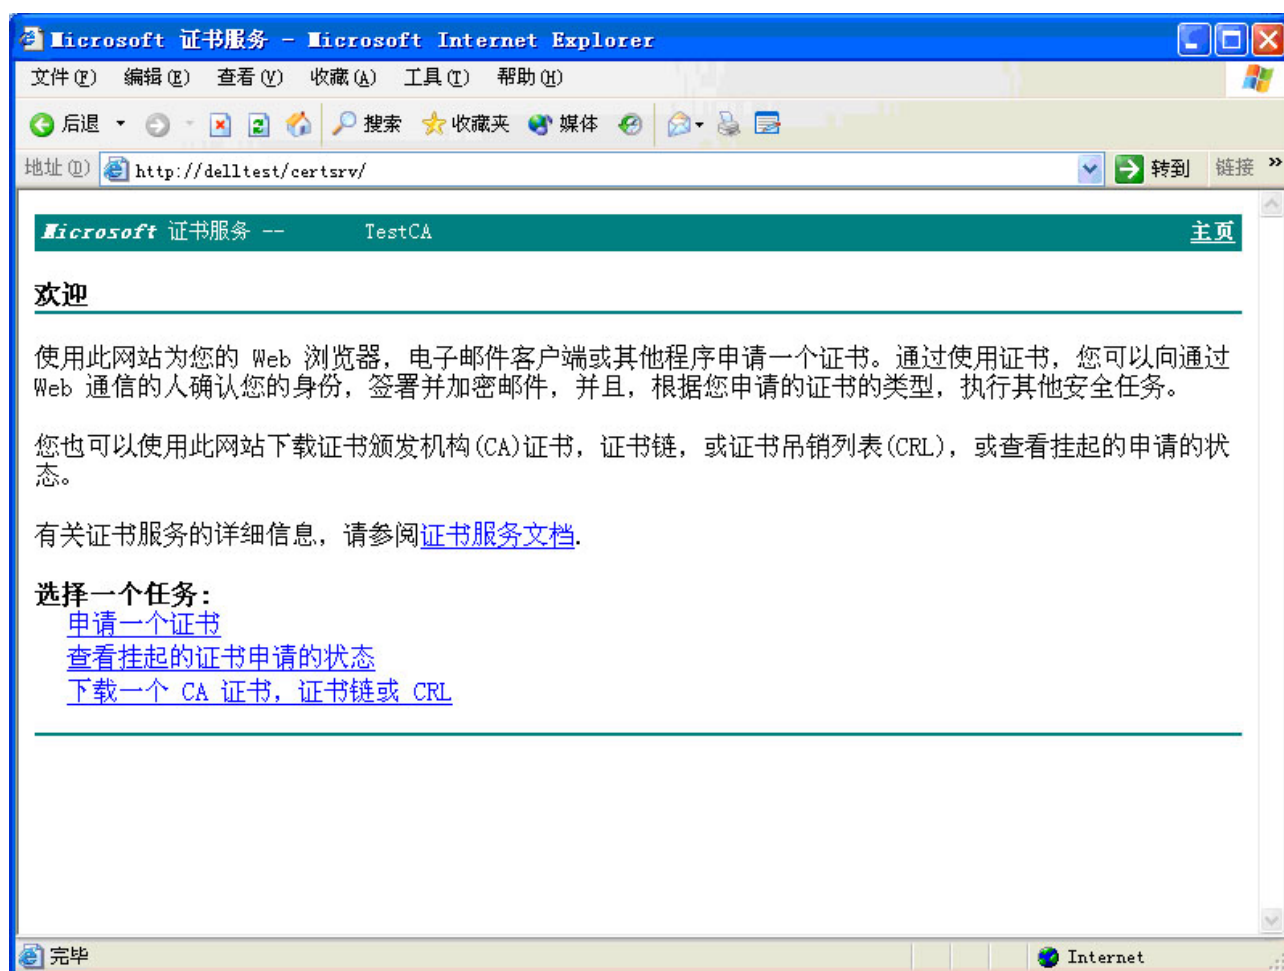 Microsoft 证书服务 - Microsoft Internet Explorer
文件(F) 编辑(E) 查看(V) 收藏(A) 工具(T) 帮助(H)
后退 搜索 收藏夹 媒体
地址(D) http://delltest/certsrv/ 转到 链接 »
Microsoft 证书服务 -- TestCA 主页
欢迎
使用此网站为您的 Web 浏览器，电子邮件客户端或其他程序申请一个证书。通过使用证书，您可以向通过
Web 通信的人确认您的身份，签署并加密邮件，并且，根据您申请的证书的类型，执行其他安全任务。
您也可以使用此网站下载证书颁发机构(CA)证书，证书链，或证书吊销列表(CRL)，或查看挂起的申请的状
态。
有关证书服务的详细信息，请参阅证书服务文档.
选择一个任务:
申请一个证书
查看挂起的证书申请的状态
下载一个 CA 证书，证书链或 CRL
完毕 Internet